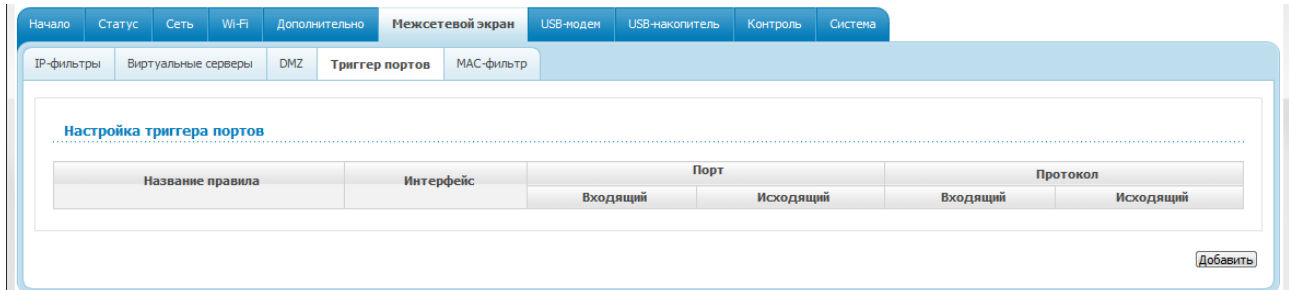 Начало Статус Сеть Wi-Fi Дополнительно Межсетевой экран USB-модем USB-накопитель Контроль Система
IP-фильтры Виртуальные серверы DMZ Триггер портов MAC-фильтр
Настройка триггера портов
Название правила Интерфейс Порт Протокол
Входящий Исходящий Входящий Исходящий
Добавить